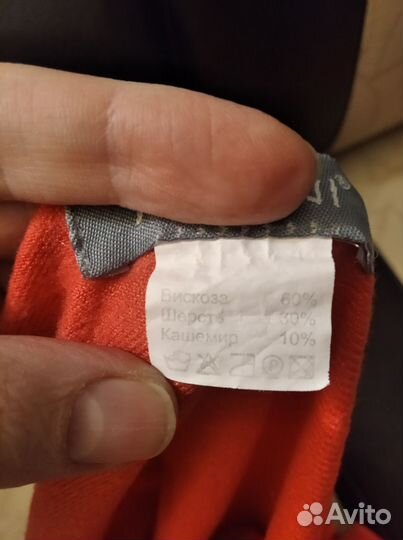 Вискоза 60%
Шерсть 30%
Кашемир 10%
Avito